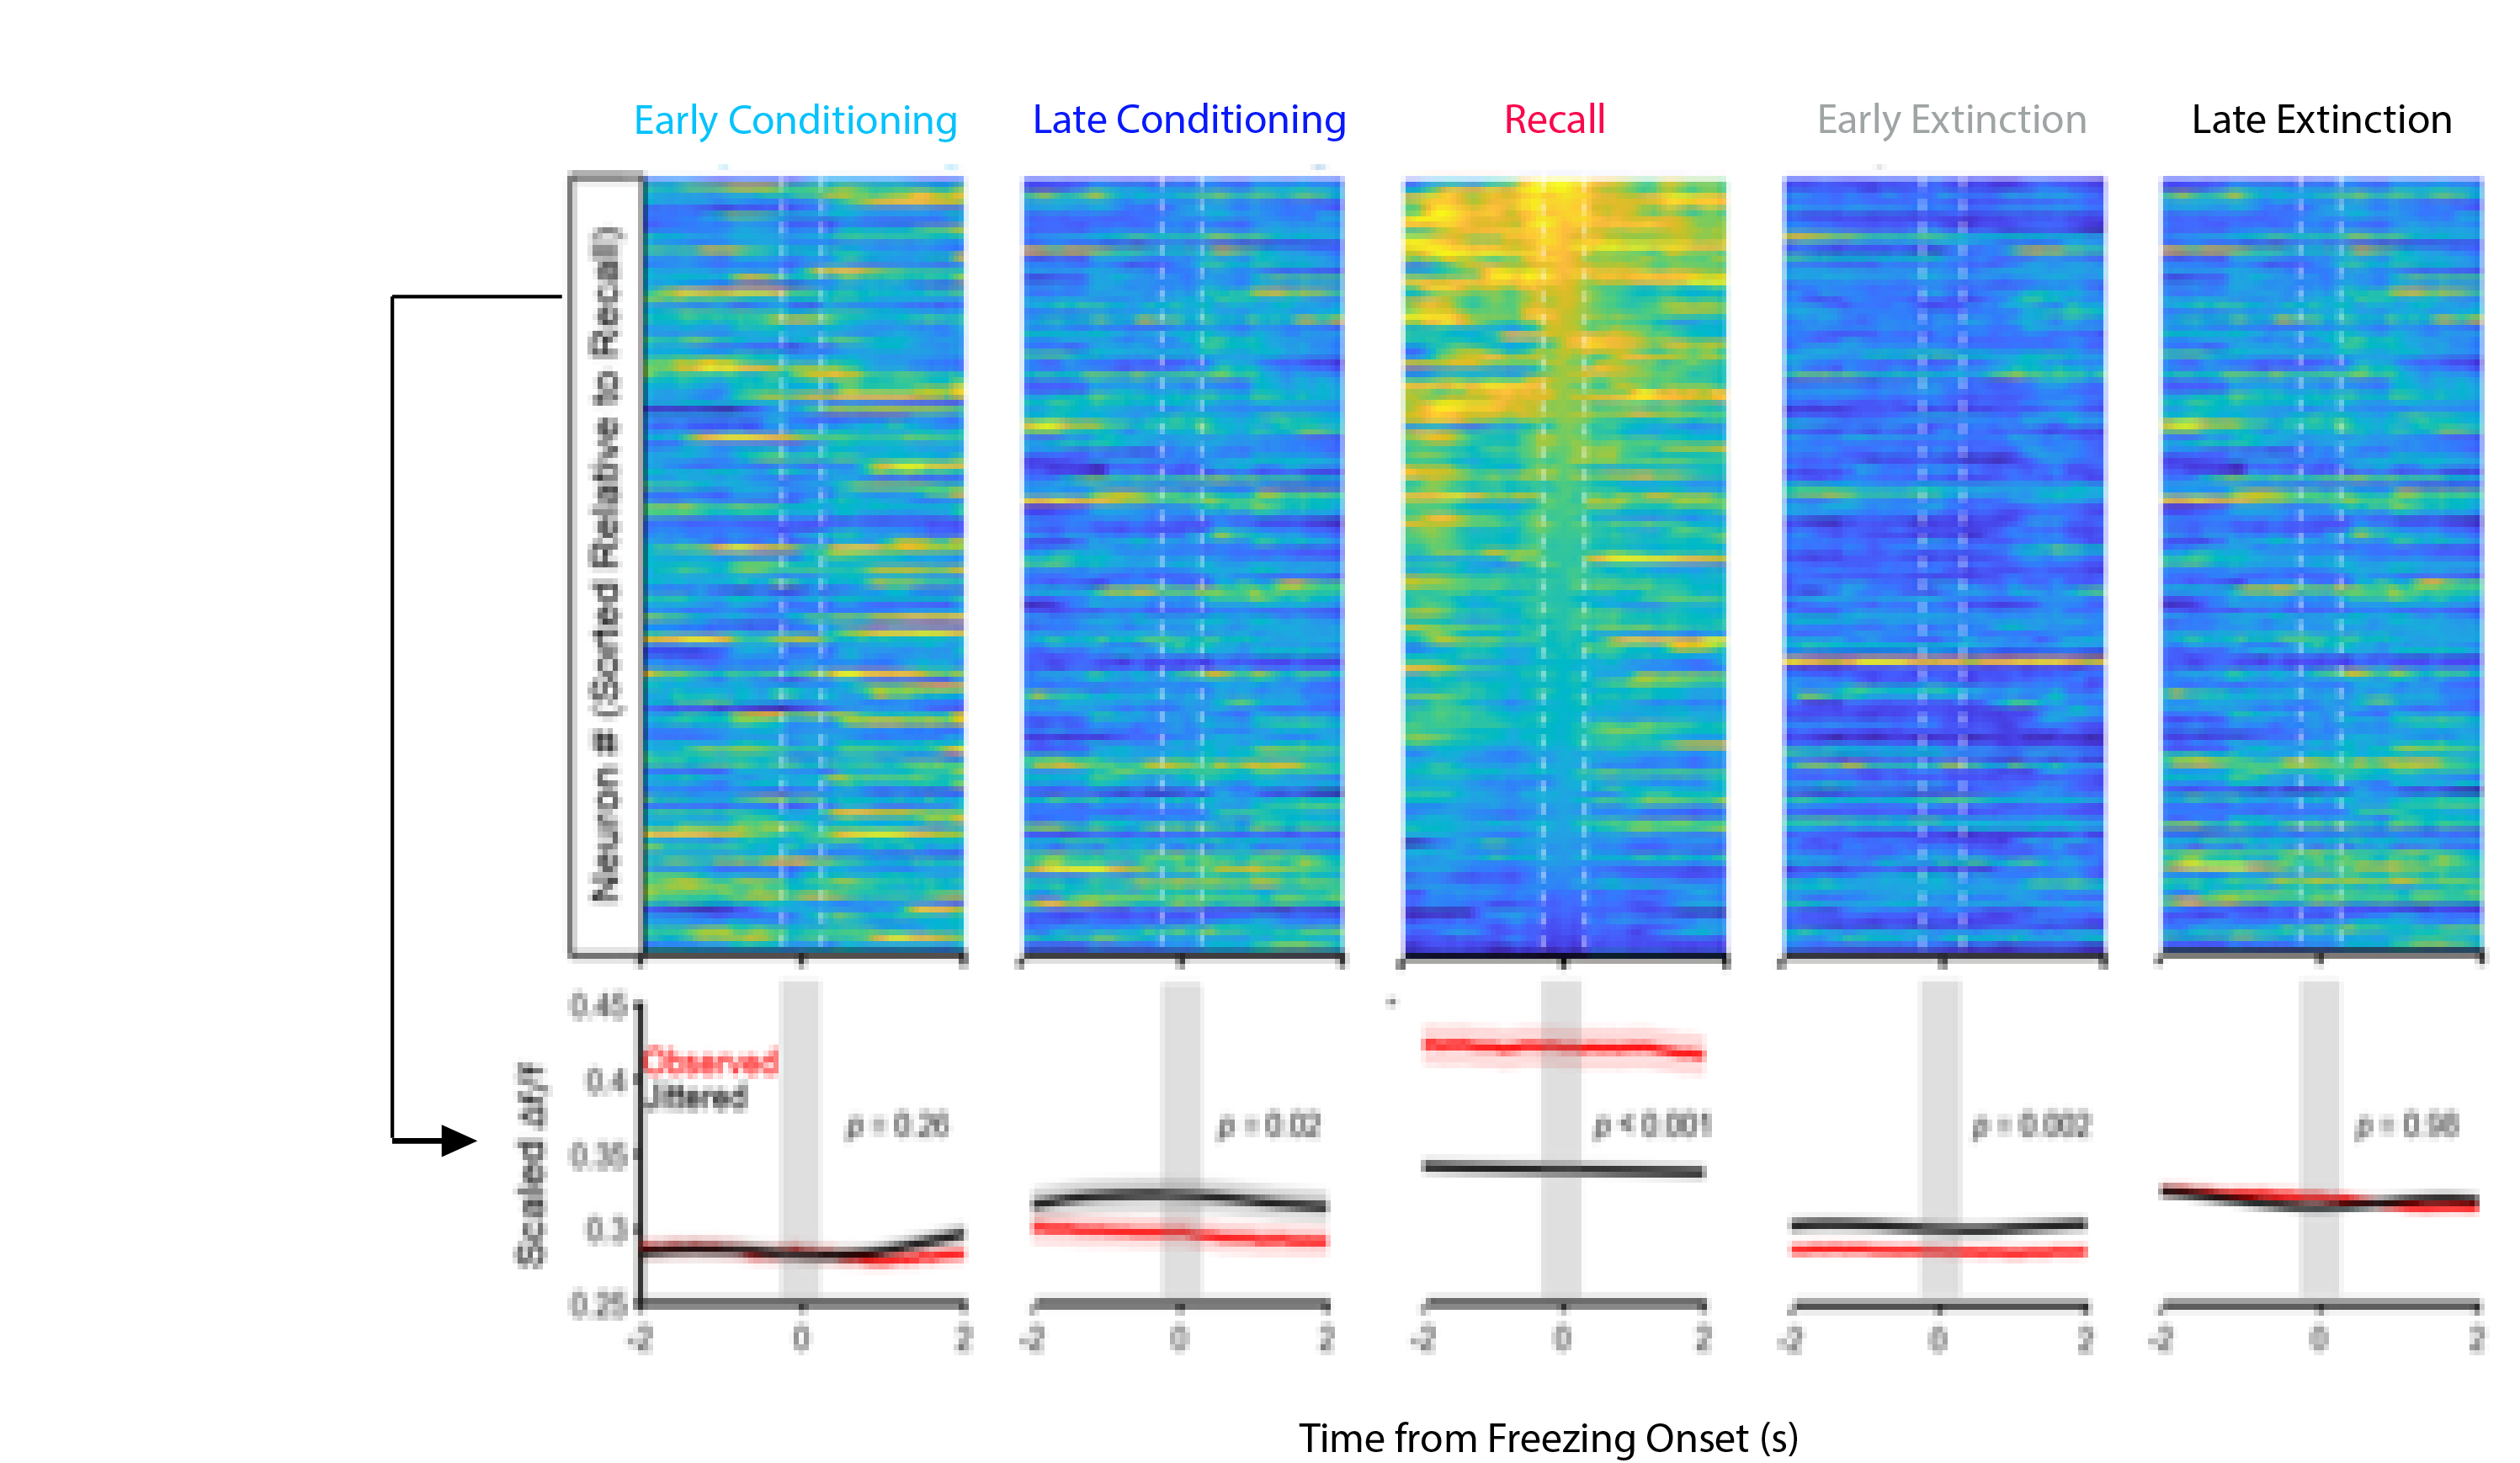 Early Conditioning
Late Conditioning
Recall
Early Extinction
Late Extinction
Neuron # (Sorted Relative to Recall)
Scaled
0.45
0.4
0.35
0.3
0.25
Observed
Jittered
p = 0.26
p = 0.02
p < 0.001
p = 0.002
p = 0.98
-2 0 2
-2 0 2
-2 0 2
-2 0 2
-2 0 2
Time from Freezing Onset (s)